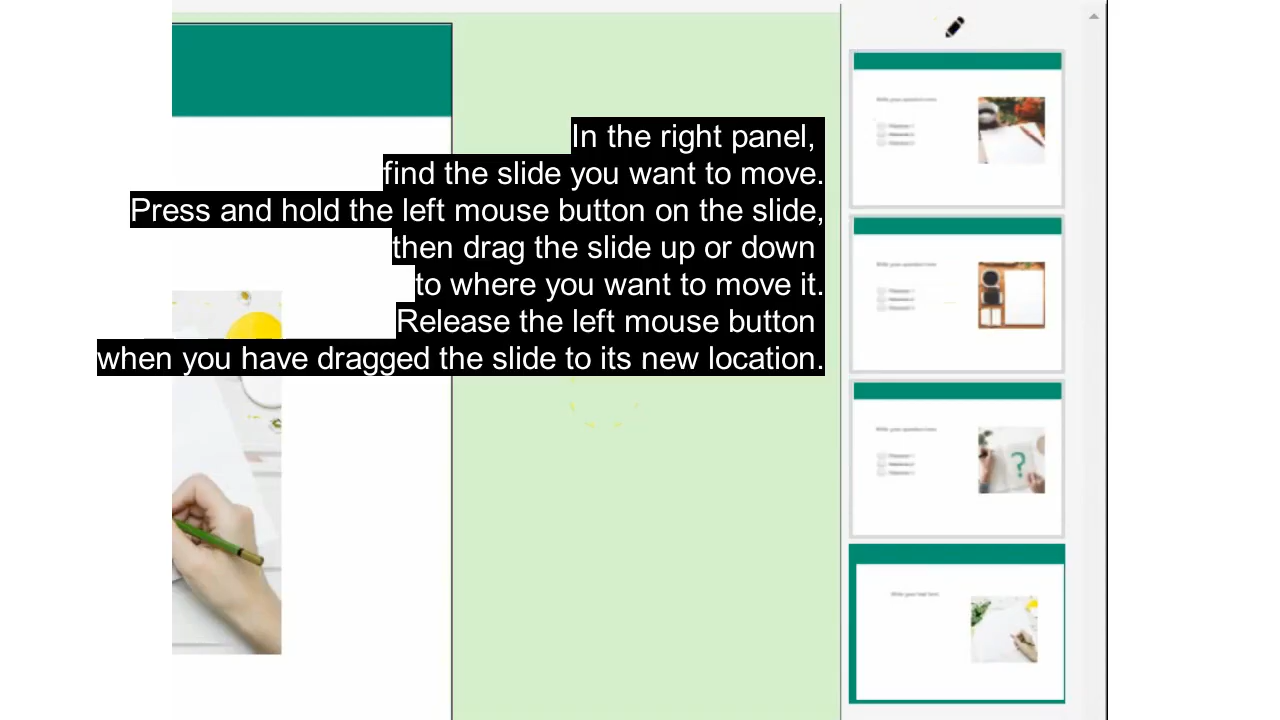 In the right panel,
find the slide you want to move.
Press and hold the left mouse button on the slide,
then drag the slide up or down
to where you want to move it.
Release the left mouse button
when you have dragged the slide to its new location.